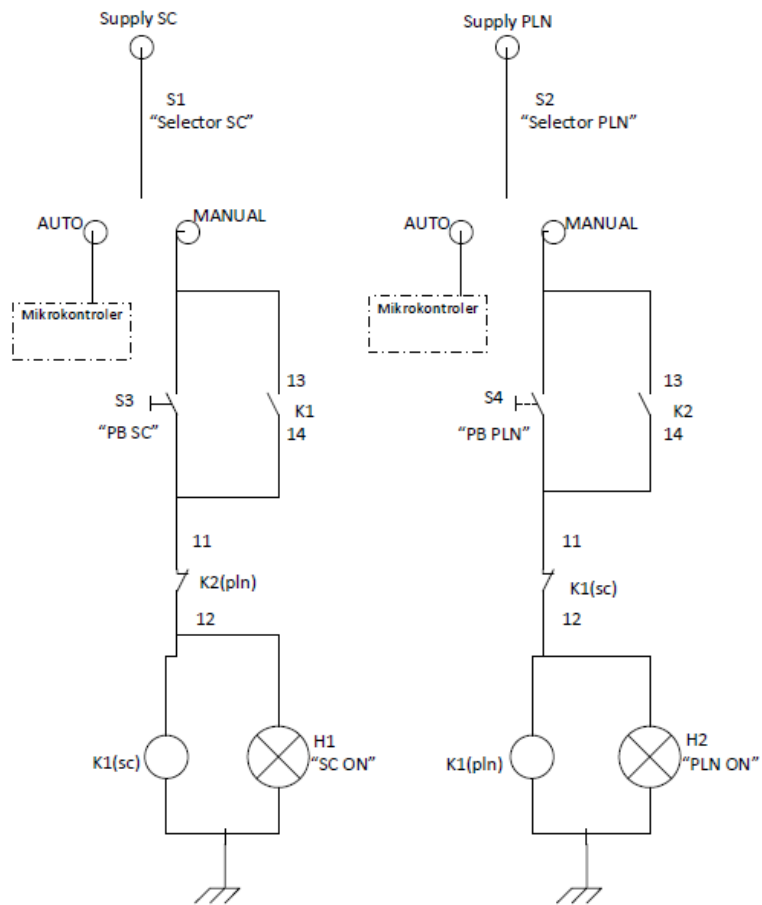 Supply SC
S1
“Selector SC”
AUTO
MANUAL
Mikrokontroler
S3
“PB SC”
13
K1
14
11
K2(pln)
12
K1(sc)
H1
“SC ON”
Supply PLN
S2
“Selector PLN”
AUTO
MANUAL
Mikrokontroler
S4
“PB PLN”
13
K2
14
11
K1(sc)
12
K1(pln)
H2
“PLN ON”